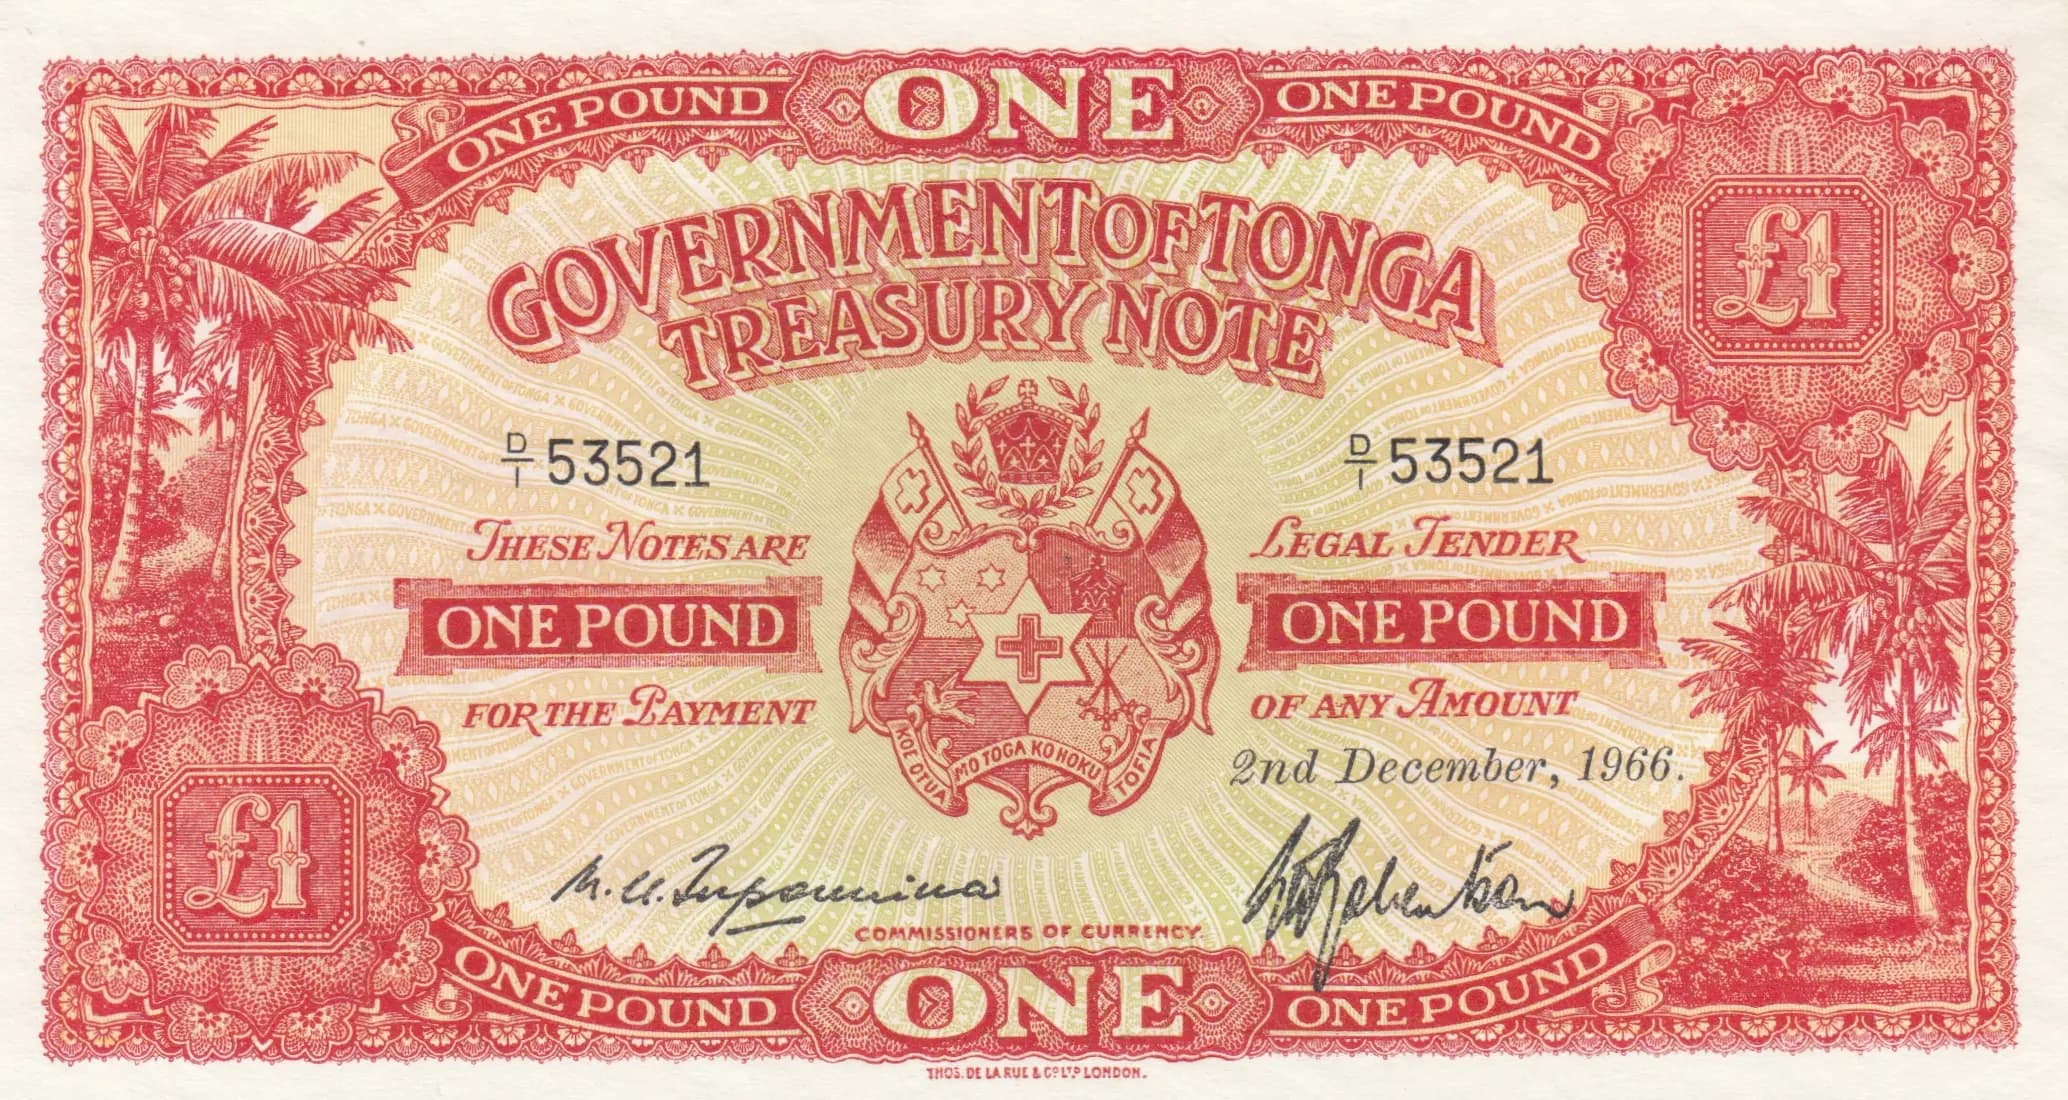 ONE POUND ONE ONE POUND
£1
GOVERNMENT OF TONGA
TREASURY NOTE
D/1 53521 D/1 53521
THESE NOTES ARE LEGAL TENDER
ONE POUND ONE POUND
FOR THE PAYMENT OF ANY AMOUNT
KOE OTUA MO TOGA KO HOKU TOFIA
2nd December, 1966.
£1
COMMISSIONERS OF CURRENCY
ONE POUND ONE ONE POUND
THOS. DE LA RUE & CO LTD LONDON.